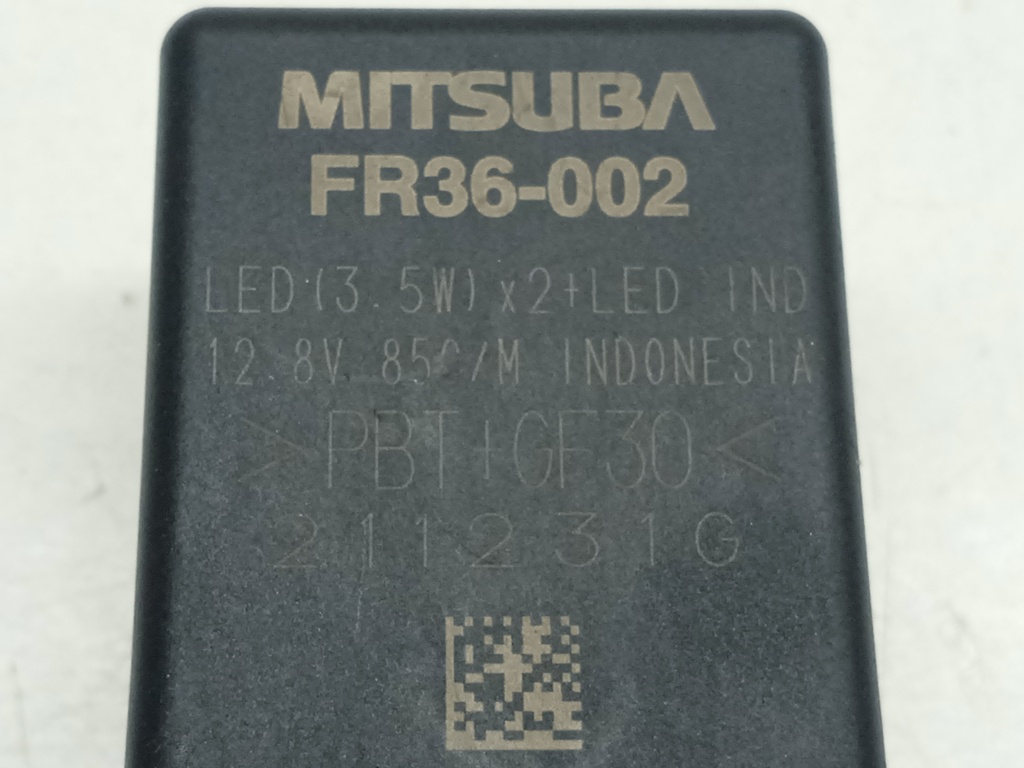 MITSUBA
FR36-002
LED(3.5W)x2+LED IND
12.8V 85C/M INDONESIA
>PBT+GF30<
211231G